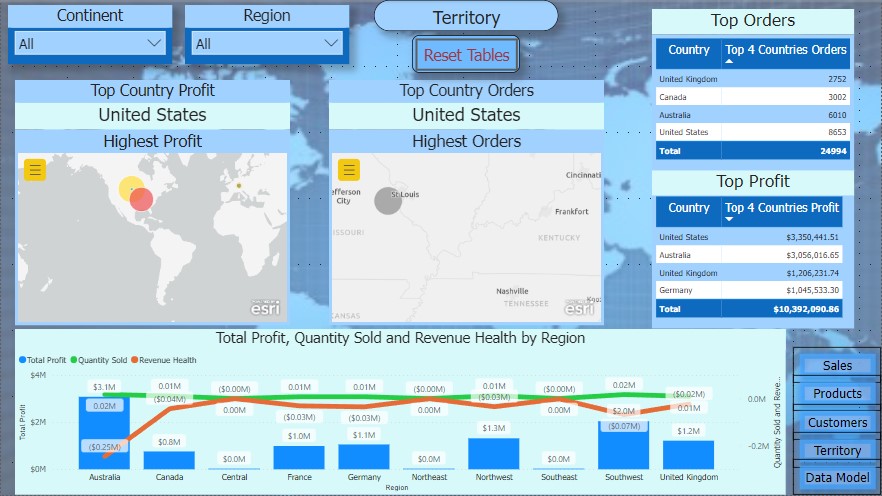 Continent
All
Region
All
Territory
Reset Tables
Top Country Profit
United States
Highest Profit
esri
Top Country Orders
United States
Highest Orders
St Louis
City
Cincinnati
Frankfort
KENTUCKY
Nashville
TENNESSEE
esri
Top Orders
Country Top 4 Countries Orders
United Kingdom 2752
Canada 3002
Australia 6010
United States 8653
Total 24994
Top Profit
Country Top 4 Countries Profit
United States $3,350,441.51
Australia $3,056,016.65
United Kingdom $1,206,231.74
Germany $1,045,533.30
Total $10,392,090.86
Total Profit, Quantity Sold and Revenue Health by Region
Total Profit Quantity Sold Revenue Health
Total Profit
$4M
$2M
$0M
$3.1M 0.01M ($0.00M) 0.01M 0.01M ($0.00M) 0.01M ($0.00M) 0.02M ($0.02M)
0.02M ($0.04M) 0.00M ($0.03M) ($0.03M) 0.00M ($0.03M) 0.00M $2.0M 0.01M
($0.25M) $0.8M $0.0M $1.0M $1.1M $0.0M $1.3M $0.0M ($0.07M) $1.2M
Australia Canada Central France Germany Northeast Northwest Southeast Southwest United Kingdom
Region
0.0M
-0.2M
Quantity Sold and Reve...
Sales
Products
Customers
Territory
Data Model